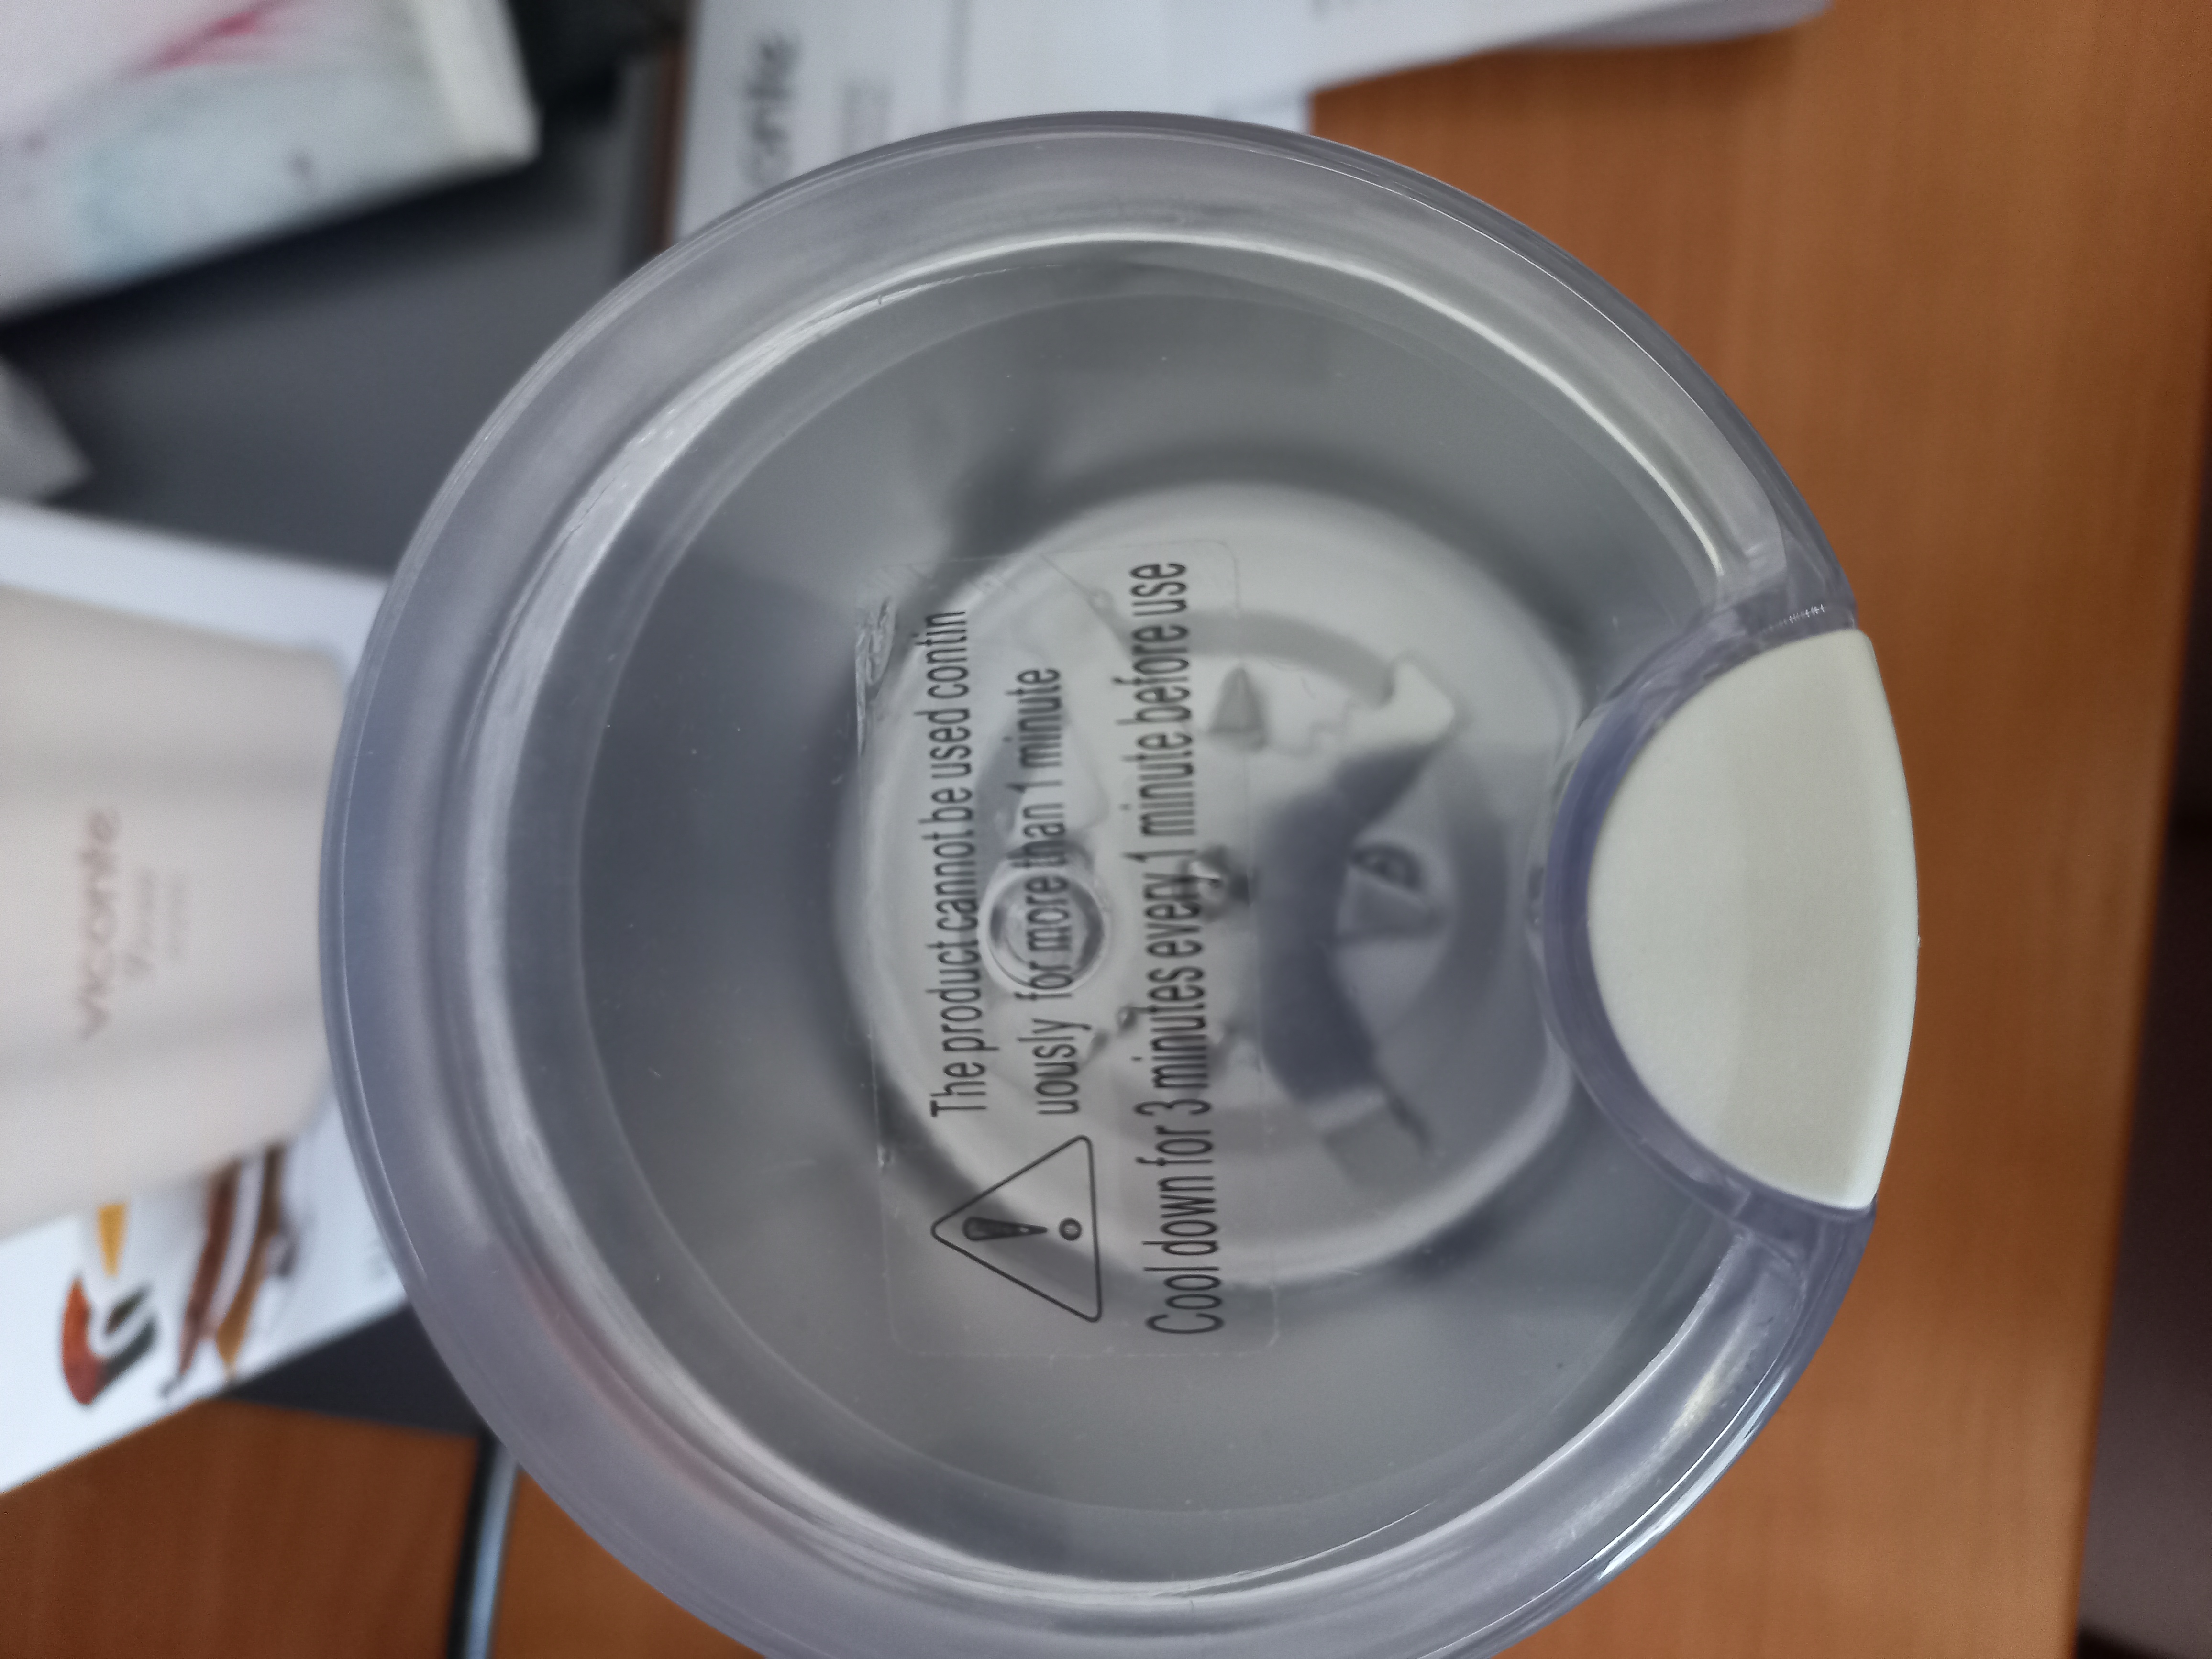 The product cannot be used contin
uously for more than 1 minute
Cool down for 3 minutes every 1 minute before use
viconte